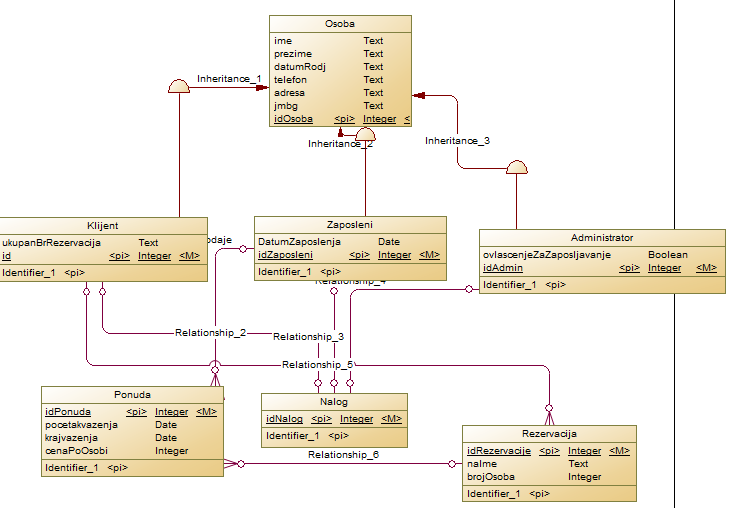 Osoba
ime Text
prezime Text
datumRodj Text
telefon Text
adresa Text
jmbg Text
idOsoba <pi> Integer <
Inheritance_1
Inheritance_2
Inheritance_3
Klijent
ukupanBrRezervacija Text
id <pi> Integer <M>
Identifier_1 <pi>
odaje
Zaposleni
DatumZaposlenja Date
idZaposleni <pi> Integer <M>
Identifier_1 <pi>
Administrator
ovlascenjeZaZaposljavanje Boolean
idAdmin <pi> Integer <M>
Identifier_1 <pi>
Relationship_4
Relationship_2
Relationship_3
Relationship_5
Ponuda
idPonuda <pi> Integer <M>
pocetakvazenja Date
krajvazenja Date
cenaPoOsobi Integer
Identifier_1 <pi>
Nalog
idNalog <pi> Integer <M>
Identifier_1 <pi>
Rezervacija
idRezervacije <pi> Integer <M>
naIme Text
brojOsoba Integer
Identifier_1 <pi>
Relationship_6